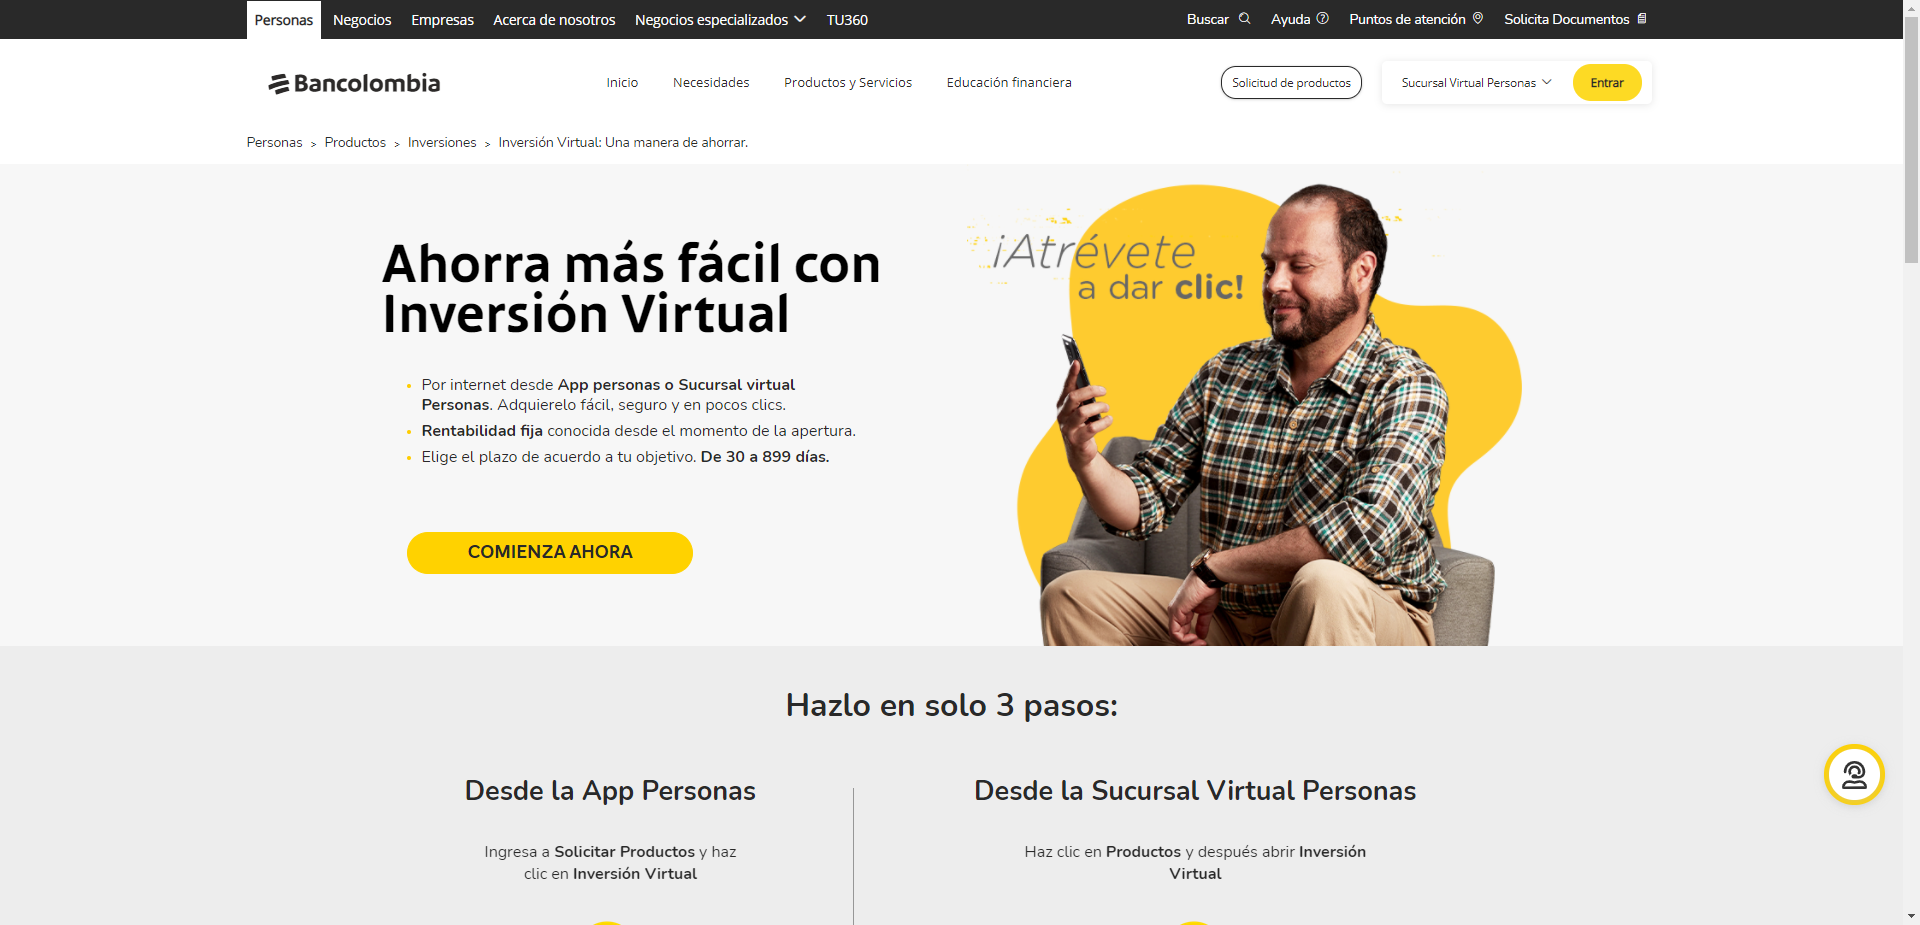 Personas Negocios Empresas Acerca de nosotros Negocios especializados TU360 Buscar Ayuda Puntos de atención Solicita Documentos
Bancolombia Inicio Necesidades Productos y Servicios Educación financiera Solicitud de productos Sucursal Virtual Personas Entrar
Personas > Productos > Inversiones > Inversión Virtual: Una manera de ahorrar.
Ahorra más fácil con
Inversión Virtual
Por internet desde App personas o Sucursal virtual
Personas. Adquierelo fácil, seguro y en pocos clics.
Rentabilidad fija conocida desde el momento de la apertura.
Elige el plazo de acuerdo a tu objetivo. De 30 a 899 días.
COMIENZA AHORA
¡Atrévete
a dar clic!
Hazlo en solo 3 pasos:
Desde la App Personas
Ingresa a Solicitar Productos y haz
clic en Inversión Virtual
Desde la Sucursal Virtual Personas
Haz clic en Productos y después abrir Inversión
Virtual